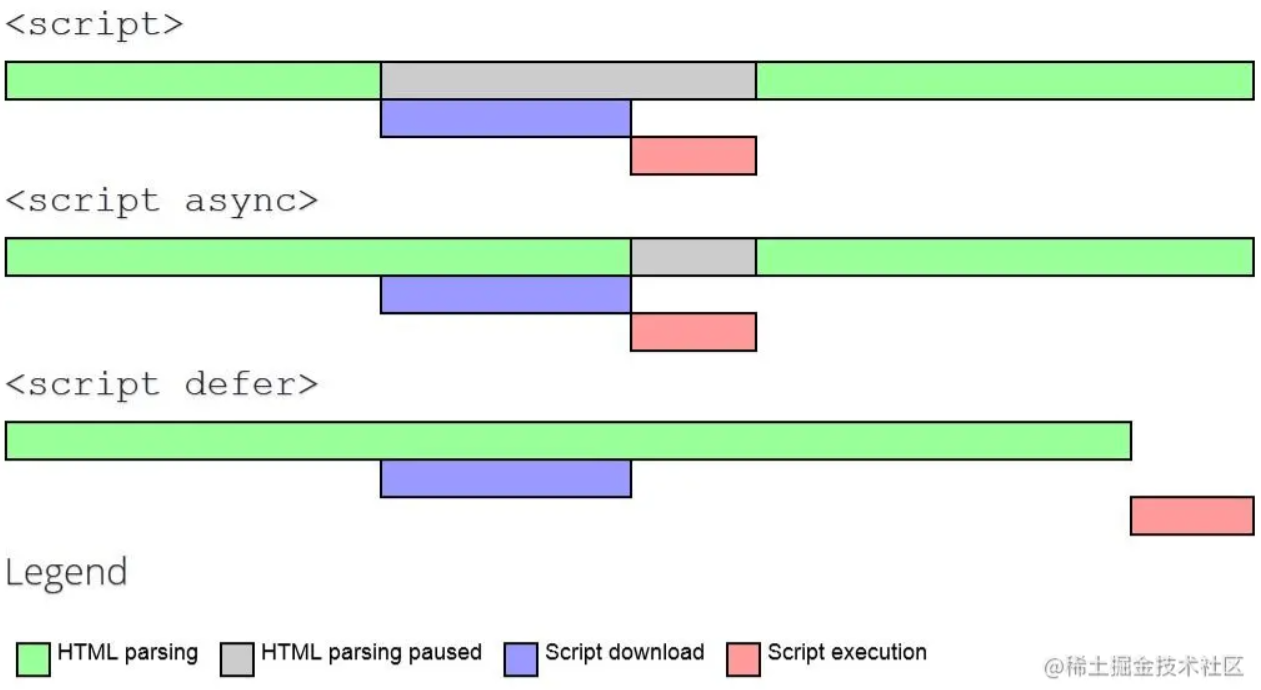 <script>
<script async>
<script defer>
Legend
HTML parsing HTML parsing paused Script download Script execution
@稀土掘金技术社区